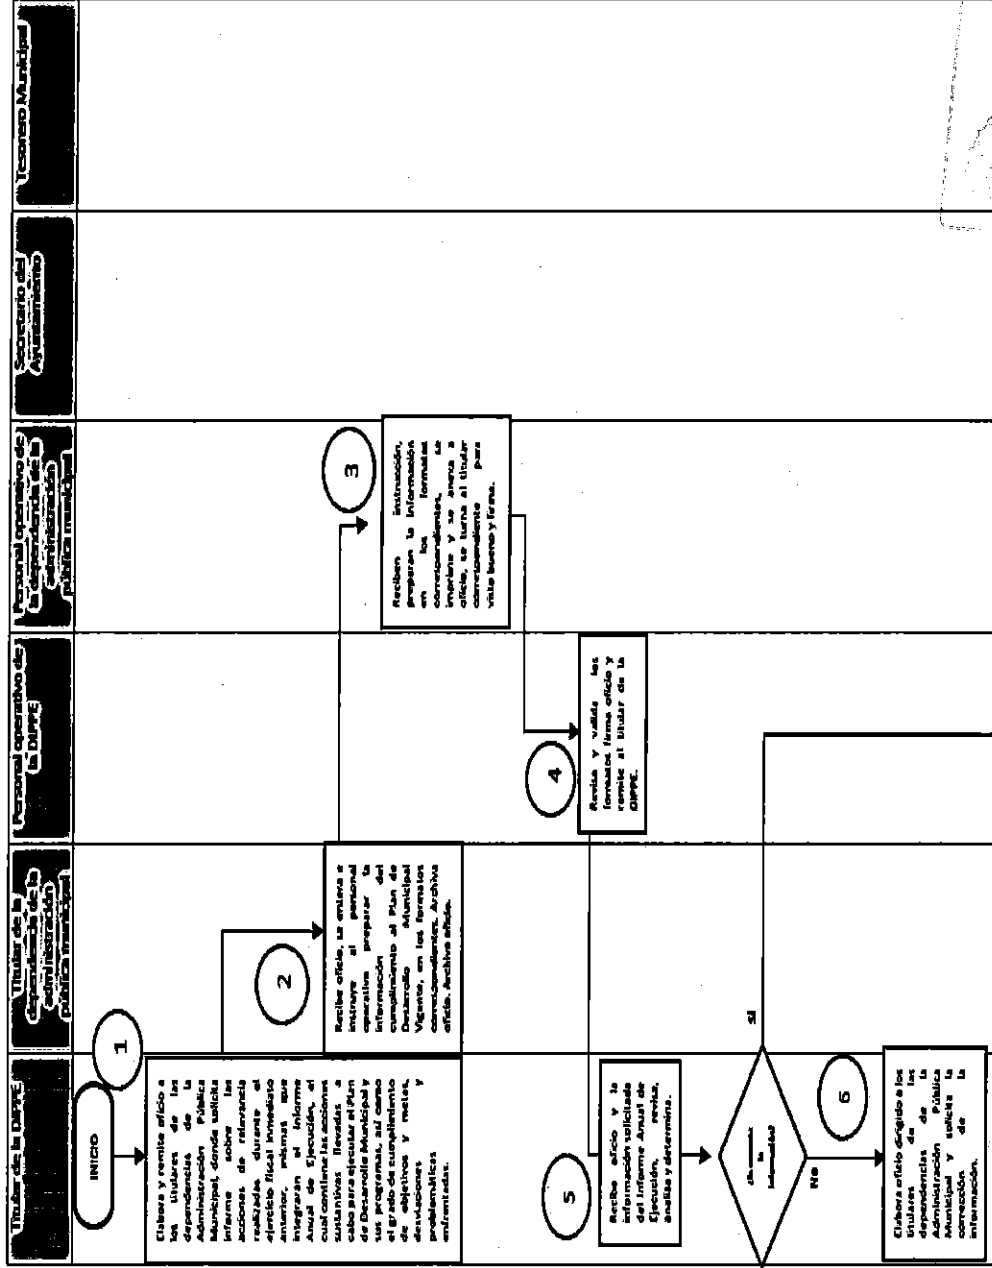 Titular de la DIPPE
Titular de la
dependencia de la
administración
pública municipal
Personal operativo de
la DIPPE
Personal operativo de
la dependencia de la
administración
pública municipal
Secretario del
Ayuntamiento
Tesorero Municipal
INICIO
1
Elabora y remite oficio a
los titulares de las
dependencias de la
Administración Pública
Municipal, donde solicita
informe sobre las
acciones de relevancia
realizadas durante el
ejercicio fiscal inmediato
anterior, mismas que
integrarán el Informe
Anual de Ejecución, el
cual contiene las acciones
sustantivas llevadas a
cabo para ejecutar el Plan
de Desarrollo Municipal y
sus programas, así como
el grado de cumplimiento
de objetivos y metas,
desviaciones y
problemáticas
enfrentadas.
2
Recibe oficio, se entera e
instruye al personal
operativo preparar la
información del
cumplimiento al Plan de
Desarrollo Municipal
Vigente, en los formatos
correspondientes. Archiva
oficio. Archiva oficio.
3
Reciben instrucción,
preparan la información
en los formatos
correspondientes, se
imprime y se anexa a
oficio, se turna al titular
correspondiente para
visto bueno y firma.
4
Revisa y valida los
formatos firma oficio y
remite al titular de la
DIPPE.
5
Recibe oficio y la
información solicitada
del Informe Anual de
Ejecución, revisa,
analiza y determina.
la
información?
Si
No
6
Elabora oficio dirigido a los
titulares de las
dependencias de la
Administración Pública
Municipal y solicita la
corrección de la
información.